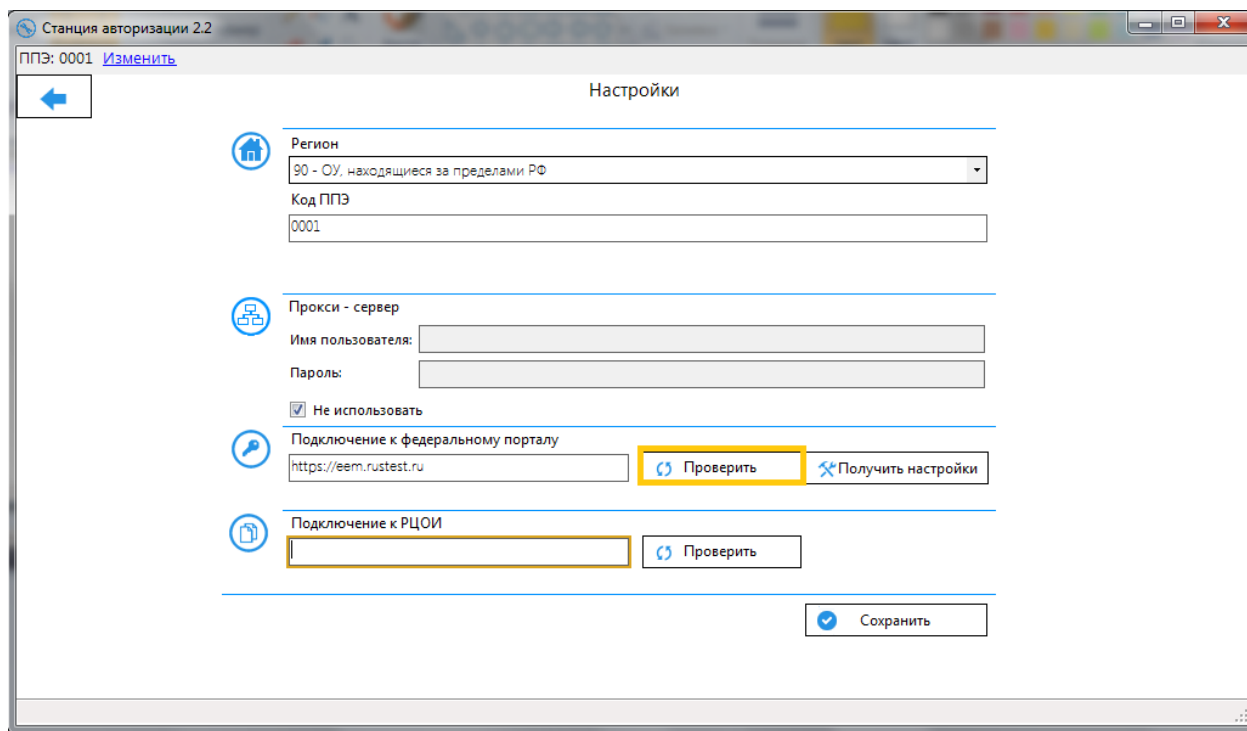 Станция авторизации 2.2
ППЭ: 0001 Изменить
Настройки
Регион
90 - ОУ, находящиеся за пределами РФ
Код ППЭ
0001
Прокси - сервер
Имя пользователя:
Пароль:
Не использовать
Подключение к федеральному порталу
https://eem.rustest.ru Проверить Получить настройки
Подключение к РЦОИ
Проверить
Сохранить